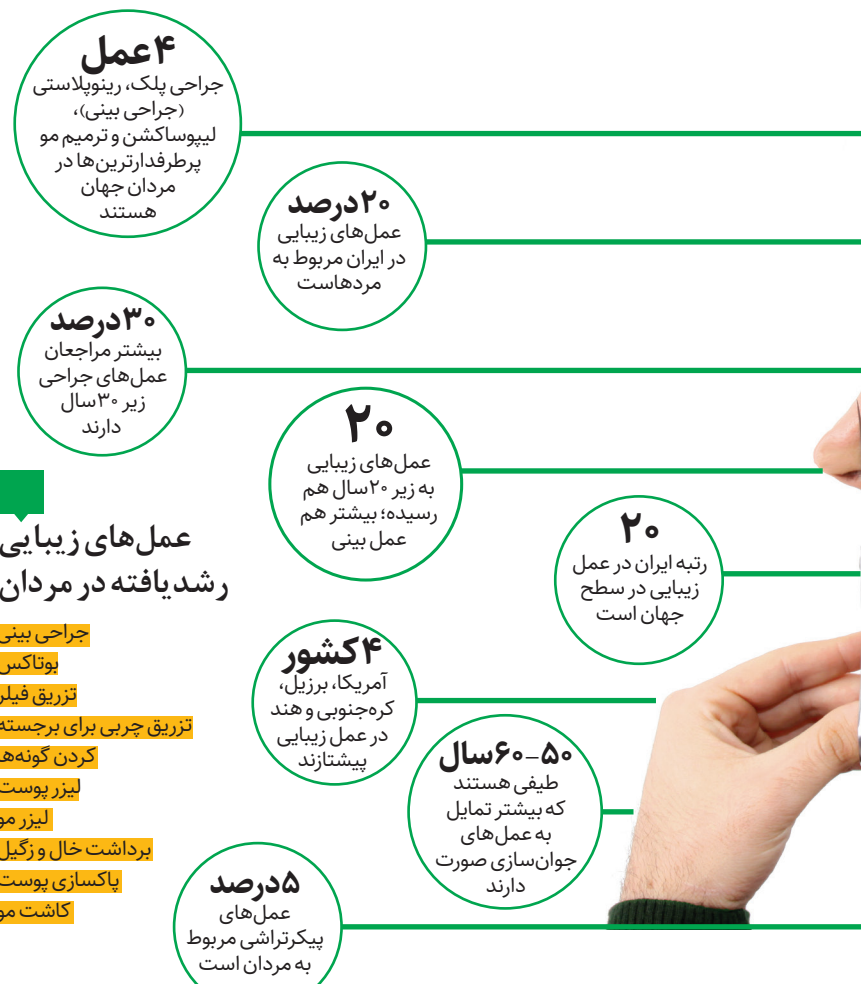 ۴عمل
جراحی پلک، رینوپلاستی
(جراحی بینی)،
لیپوساکشن و ترمیم مو
پرطرفدارترین‌ها در
مردان جهان
هستند
۲۰درصد
عمل‌های زیبایی
در ایران مربوط به
مردهاست
۳۰درصد
بیشتر مراجعان
عمل‌های جراحی
زیر ۳۰سال
دارند
۲۰
عمل‌های زیبایی
به زیر ۲۰سال هم
رسیده؛ بیشتر هم
عمل بینی
۲۰
رتبه ایران در عمل
زیبایی در سطح
جهان است
۴کشور
آمریکا، برزیل،
کره‌جنوبی و هند
در عمل زیبایی
پیشتازند
۵۰-۶۰سال
طیفی هستند
که بیشتر تمایل
به عمل‌های
جوان‌سازی صورت
دارند
۵درصد
عمل‌های
پیکرتراشی مربوط
به مردان است
عمل‌های زیبایی
رشدیافته در مردان
جراحی بینی
بوتاکس
تزریق فیلر
تزریق چربی برای برجسته
کردن گونه‌ها
لیزر پوست
لیزر مو
برداشت خال و زگیل
پاکسازی پوست
کاشت مو